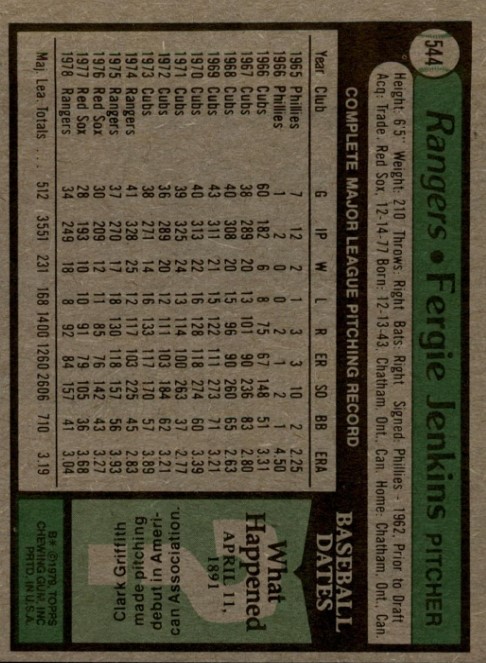 544
Rangers • Fergie Jenkins PITCHER
Height: 6'5" Weight: 210 Throws: Right Bats: Right Signed: Phillies - 1962, Prior to Draft
Acq: Trade, Red Sox, 12-14-77 Born: 12-13-43 Chatham, Ont., Can. Home: Chatham, Ont., Can.
COMPLETE MAJOR LEAGUE PITCHING RECORD
Year Club G IP W L R ER SO BB ERA
1965 Phillies 7 12 2 1 3 3 10 2 2.25
1966 Phillies 1 2 0 0 2 1 2 1 4.50
1966 Cubs 60 182 6 8 75 67 148 51 3.31
1967 Cubs 38 289 20 13 101 90 236 83 2.80
1968 Cubs 40 308 20 15 96 90 260 65 2.63
1969 Cubs 43 311 21 15 122 111 273 71 3.21
1970 Cubs 40 313 22 16 128 118 274 60 3.39
1971 Cubs 39 325 24 13 114 100 263 37 2.77
1972 Cubs 36 289 20 12 111 103 184 62 3.21
1973 Cubs 38 271 14 16 133 117 170 57 3.89
1974 Rangers 41 328 25 12 117 103 225 45 2.83
1975 Rangers 37 270 17 18 130 118 157 56 3.93
1976 Red Sox 30 209 12 11 85 76 142 43 3.27
1977 Red Sox 28 193 10 10 91 79 105 36 3.68
1978 Rangers 34 249 18 8 92 84 157 41 3.04
Maj. Lea. Totals . . . 512 3551 231 168 1400 1260 2606 710 3.19
BASEBALL
DATES
What
Happened
APRIL 11,
1891
?
Clark Griffith
made pitching
debut in Ameri-
can Association.
B* © 1979, TOPPS
CHEWING GUM, INC.
PRTD. IN U.S.A.